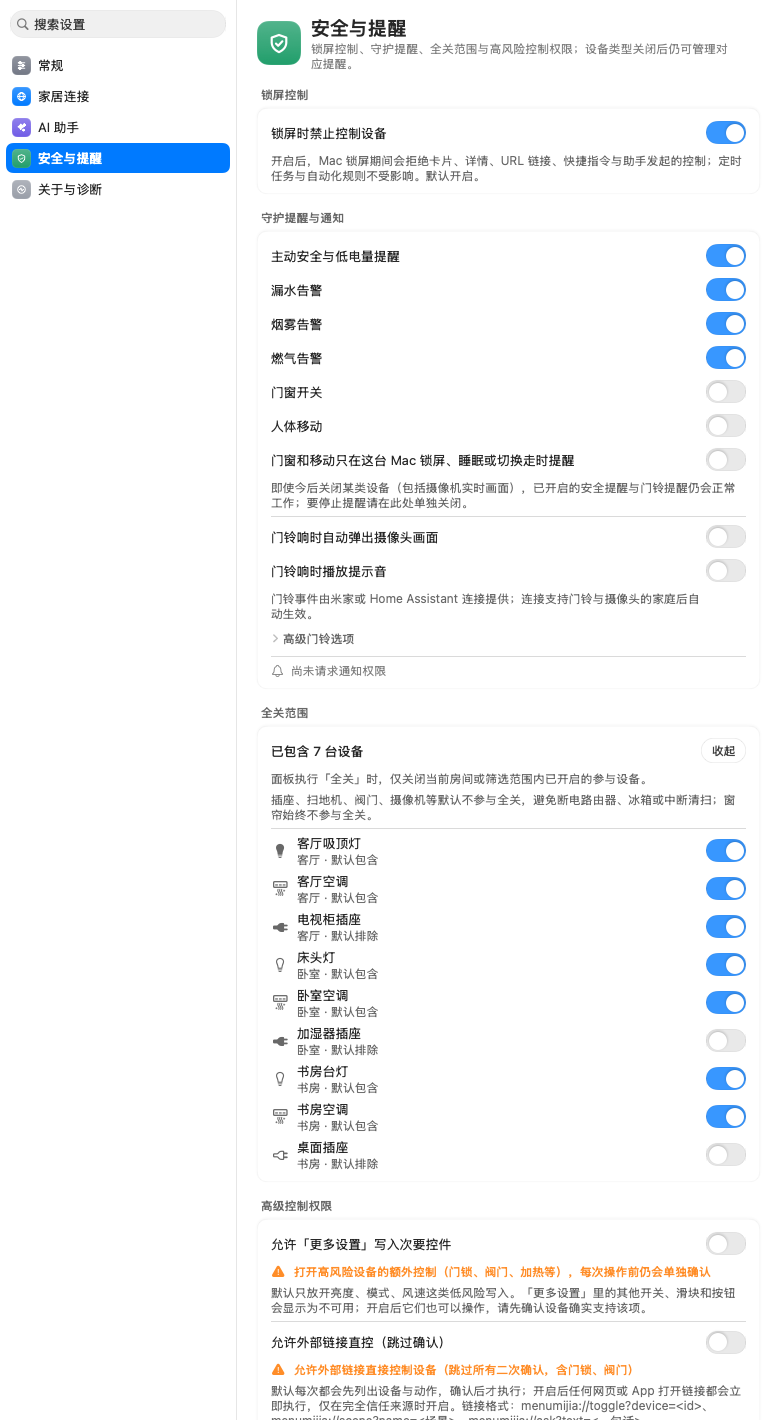 搜索设置
常规
家居连接
AI 助手
安全与提醒
关于与诊断
安全与提醒
锁屏控制、守护提醒、全关范围与高风险控制权限；设备类型关闭后仍可管理对
应提醒。
锁屏控制
锁屏时禁止控制设备
开启后，Mac 锁屏期间会拒绝卡片、详情、URL 链接、快捷指令与助手发起的控制；定时
任务与自动化规则不受影响。默认开启。
守护提醒与通知
主动安全与低电量提醒
漏水告警
烟雾告警
燃气告警
门窗开关
人体移动
门窗和移动只在这台 Mac 锁屏、睡眠或切换走时提醒
即使今后关闭某类设备（包括摄像机实时画面），已开启的安全提醒与门铃提醒仍会正常
工作；要停止提醒请在此处单独关闭。
门铃响时自动弹出摄像头画面
门铃响时播放提示音
门铃事件由米家或 Home Assistant 连接提供；连接支持门铃与摄像头的家庭后自
动生效。
高级门铃选项
尚未请求通知权限
全关范围
已包含 7 台设备
收起
面板执行「全关」时，仅关闭当前房间或筛选范围内已开启的参与设备。
插座、扫地机、阀门、摄像机等默认不参与全关，避免断电路由器、冰箱或中断清扫；窗
帘始终不参与全关。
客厅吸顶灯
客厅 · 默认包含
客厅空调
客厅 · 默认包含
电视柜插座
客厅 · 默认排除
床头灯
卧室 · 默认包含
卧室空调
卧室 · 默认包含
加湿器插座
卧室 · 默认排除
书房台灯
书房 · 默认包含
书房空调
书房 · 默认包含
桌面插座
书房 · 默认排除
高级控制权限
允许「更多设置」写入次要控件
打开高风险设备的额外控制（门锁、阀门、加热等），每次操作前仍会单独确认
默认只放开亮度、模式、风速这类低风险写入。「更多设置」里的其他开关、滑块和按钮
会显示为不可用；开启后它们也可以操作，请先确认设备确实支持该项。
允许外部链接直控（跳过确认）
允许外部链接直接控制设备（跳过所有二次确认，含门锁、阀门）
默认每次都会先列出设备与动作，确认后才执行；开启后任何网页或 App 打开链接都会立
即执行，仅在完全信任来源时开启。链接格式：menumijia://toggle?device=<id>、